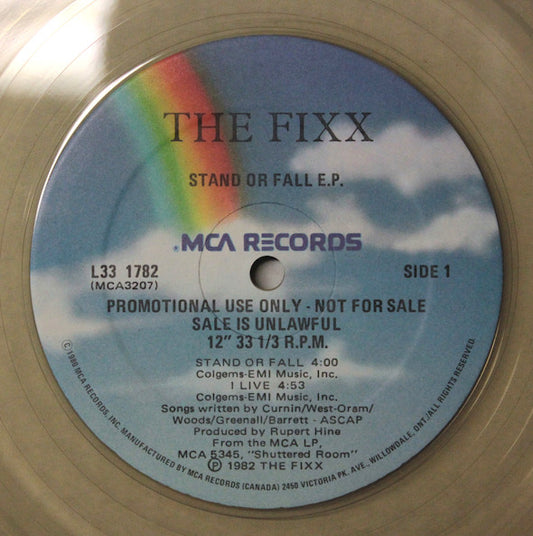 THE FIXX
STAND OR FALL E.P.
®MCA RECORDS
L33 1782
(MCA3207)
SIDE 1
PROMOTIONAL USE ONLY - NOT FOR SALE
SALE IS UNLAWFUL
12" 33 1/3 R.P.M.
STAND OR FALL 4:00
Colgems-EMI Music, Inc.
I LIVE 4:53
Colgems-EMI Music, Inc.
Songs written by Curnin/West-Oram/
Woods/Greenall/Barrett - ASCAP
Produced by Rupert Hine
From the MCA LP,
MCA 5345, "Shuttered Room"
Ⓟ 1982 THE FIXX
©1980 MCA RECORDS, INC. MANUFACTURED BY MCA RECORDS (CANADA) 2450 VICTORIA PK. AVE., WILLOWDALE, ONT./ALL RIGHTS RESERVED.